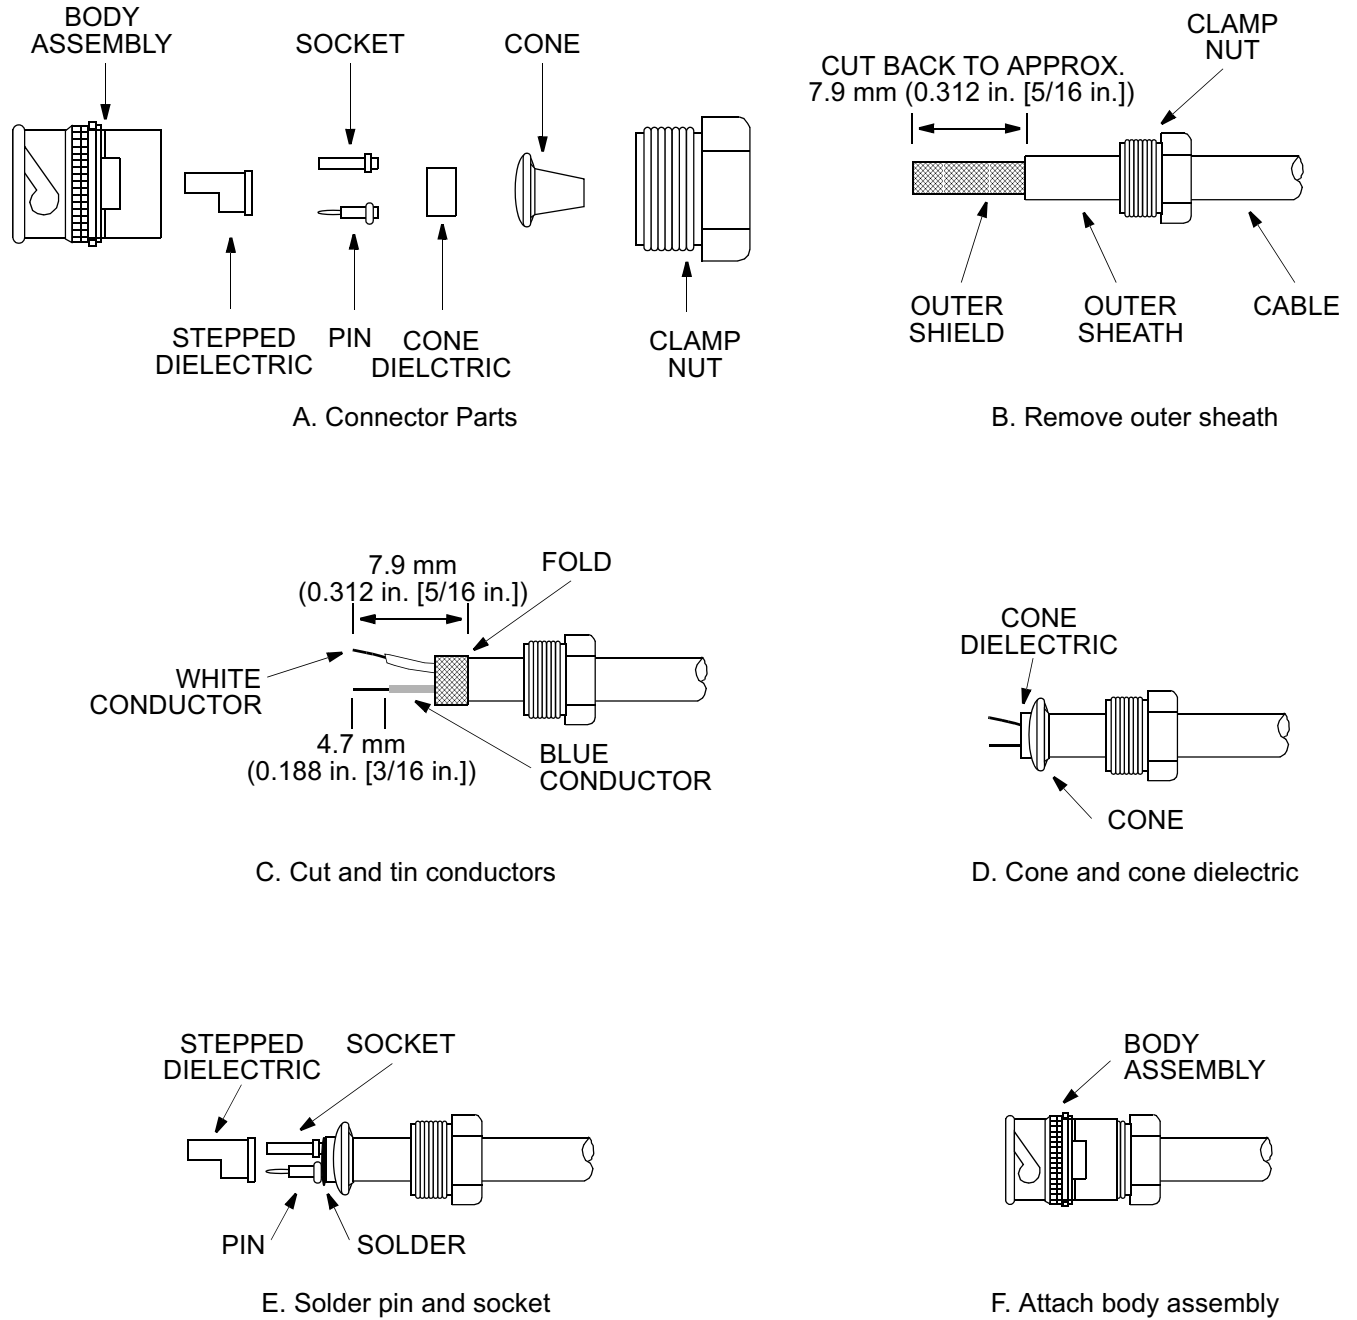 BODY
ASSEMBLY
SOCKET
CONE
STEPPED
DIELECTRIC
PIN
CONE
DIELCTRIC
CLAMP
NUT
A. Connector Parts
CLAMP
NUT
CUT BACK TO APPROX.
7.9 mm (0.312 in. [5/16 in.])
OUTER
SHIELD
OUTER
SHEATH
CABLE
B. Remove outer sheath
7.9 mm
(0.312 in. [5/16 in.])
FOLD
WHITE
CONDUCTOR
4.7 mm
(0.188 in. [3/16 in.])
BLUE
CONDUCTOR
C. Cut and tin conductors
CONE
DIELECTRIC
CONE
D. Cone and cone dielectric
STEPPED
DIELECTRIC
SOCKET
PIN
SOLDER
E. Solder pin and socket
BODY
ASSEMBLY
F. Attach body assembly